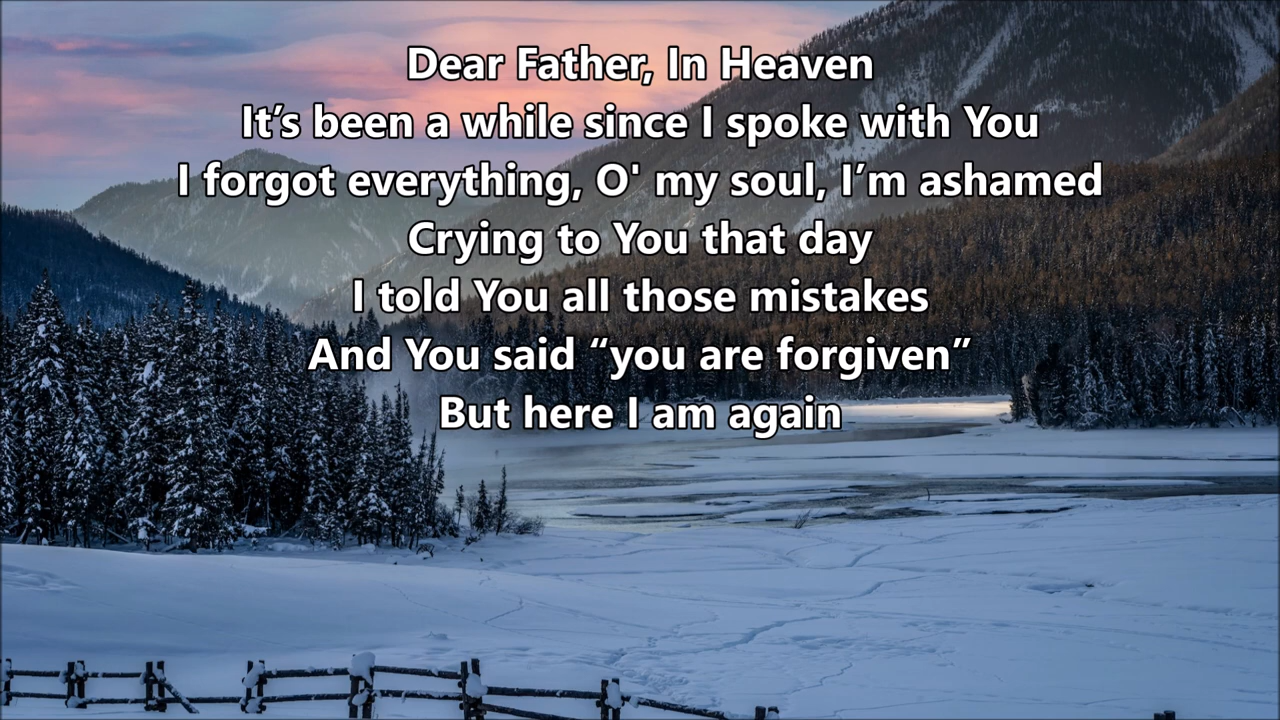 Dear Father, In Heaven
It’s been a while since I spoke with You
I forgot everything, O' my soul, I’m ashamed
Crying to You that day
I told You all those mistakes
And You said “you are forgiven”
But here I am again